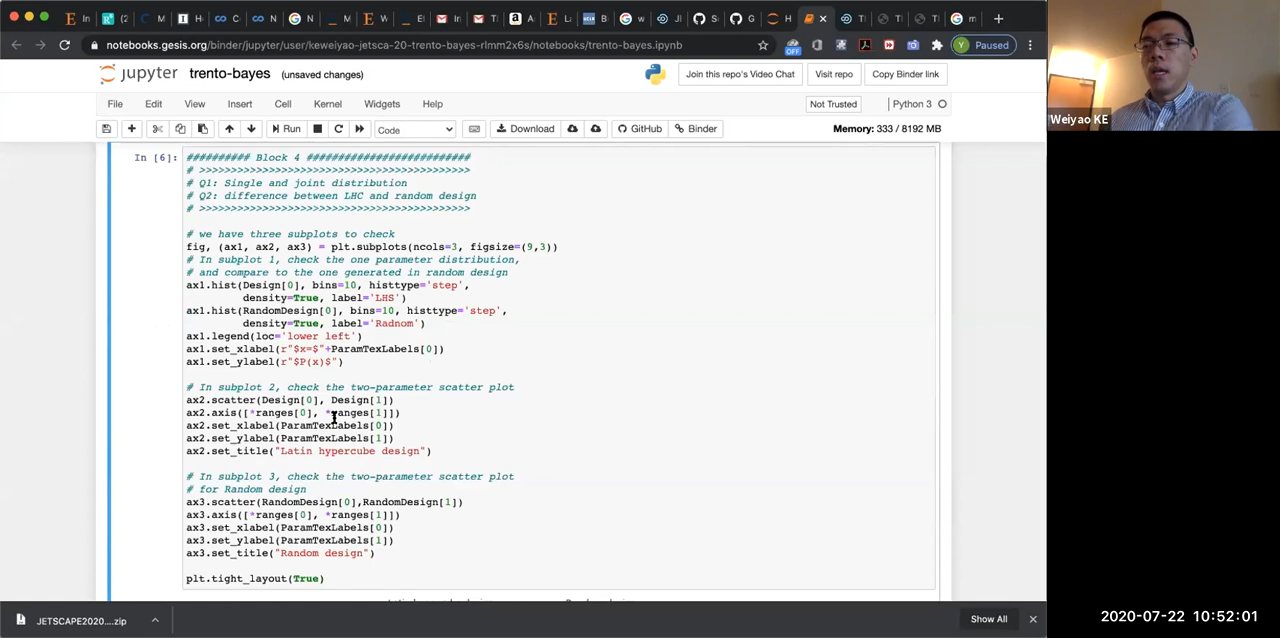 notebooks.gesis.org/binder/jupyter/user/keweiyao-jetsca-20-trento-bayes-rlmm2x6s/notebooks/trento-bayes.ipynb
OFF
Y Paused
jupyter trento-bayes (unsaved changes)
Join this repo's Video Chat Visit repo Copy Binder link
File Edit View Insert Cell Kernel Widgets Help
Not Trusted Python 3
Run Code Download GitHub Binder Memory: 333 / 8192 MB
In [6]: ########## Block 4 ##########################
# >>>>>>>>>>>>>>>>>>>>>>>>>>>>>>>>>>>>>>>>>>>
# Q1: Single and joint distribution
# Q2: difference between LHC and random design
# >>>>>>>>>>>>>>>>>>>>>>>>>>>>>>>>>>>>>>>>>>>
# we have three subplots to check
fig, (ax1, ax2, ax3) = plt.subplots(ncols=3, figsize=(9,3))
# In subplot 1, check the one parameter distribution,
# and compare to the one generated in random design
ax1.hist(Design[0], bins=10, histtype='step',
density=True, label='LHS')
ax1.hist(RandomDesign[0], bins=10, histtype='step',
density=True, label='Radnom')
ax1.legend(loc='lower left')
ax1.set_xlabel(r"$x=$"+ParamTexLabels[0])
ax1.set_ylabel(r"$P(x)$")
# In subplot 2, check the two-parameter scatter plot
ax2.scatter(Design[0], Design[1])
ax2.axis([*ranges[0], *ranges[1]])
ax2.set_xlabel(ParamTexLabels[0])
ax2.set_ylabel(ParamTexLabels[1])
ax2.set_title("Latin hypercube design")
# In subplot 3, check the two-parameter scatter plot
# for Random design
ax3.scatter(RandomDesign[0],RandomDesign[1])
ax3.axis([*ranges[0], *ranges[1]])
ax3.set_xlabel(ParamTexLabels[0])
ax3.set_ylabel(ParamTexLabels[1])
ax3.set_title("Random design")
plt.tight_layout(True)
JETSCAPE2020....zip
Show All
Weiyao KE
2020-07-22 10:52:01